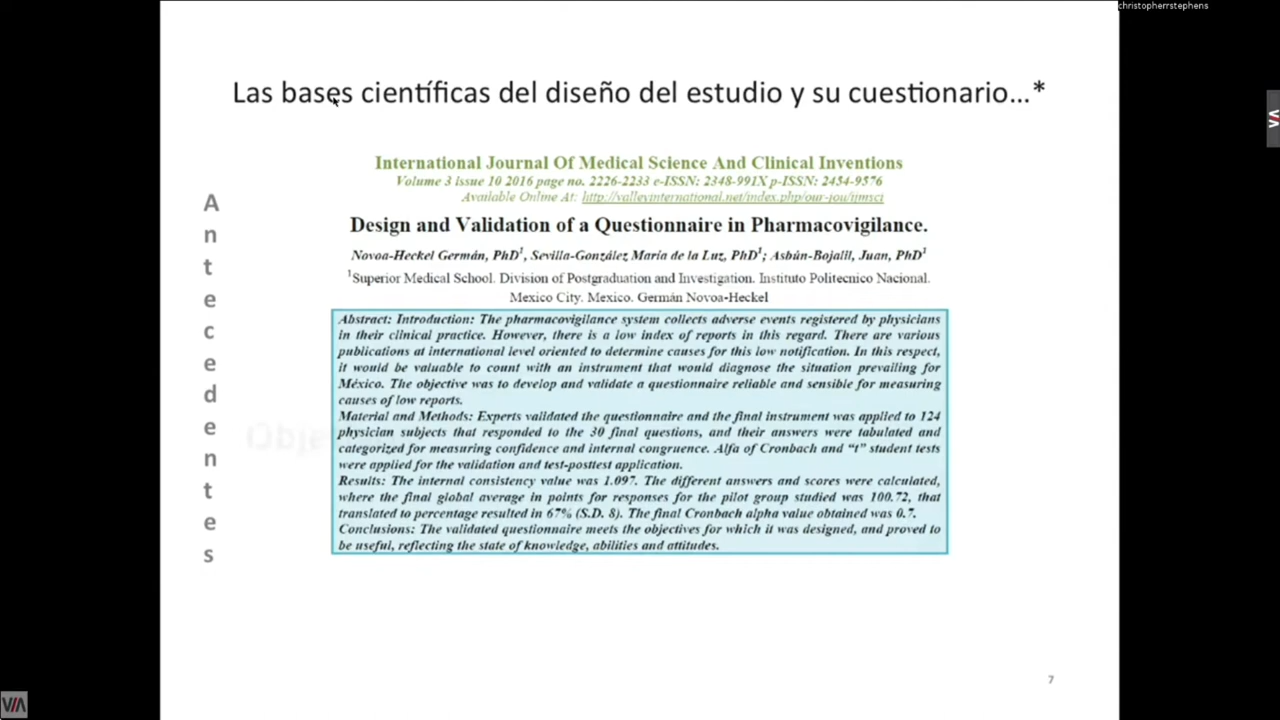 christopherrstephens
Las bases científicas del diseño del estudio y su cuestionario...*
Antecedentes
International Journal Of Medical Science And Clinical Inventions
Volume 3 issue 10 2016 page no. 2226-2233 e-ISSN: 2348-991X p-ISSN: 2454-9576
Available Online At: http://valleyinternational.net/index.php/our-jou/ijmsci
Design and Validation of a Questionnaire in Pharmacovigilance.
Novoa-Heckel Germán, PhD1, Sevilla-González María de la Luz, PhD1; Asbún-Bojalil, Juan, PhD1
1Superior Medical School. Division of Postgraduation and Investigation. Instituto Politecnico Nacional.
Mexico City. Mexico. Germán Novoa-Heckel
Abstract: Introduction: The pharmacovigilance system collects adverse events registered by physicians
in their clinical practice. However, there is a low index of reports in this regard. There are various
publications at international level oriented to determine causes for this low notification. In this respect,
it would be valuable to count with an instrument that would diagnose the situation prevailing for
México. The objective was to develop and validate a questionnaire reliable and sensible for measuring
causes of low reports.
Material and Methods: Experts validated the questionnaire and the final instrument was applied to 124
physician subjects that responded to the 30 final questions, and their answers were tabulated and
categorized for measuring confidence and internal congruence. Alfa of Cronbach and “t” student tests
were applied for the validation and test-posttest application.
Results: The internal consistency value was 1.097. The different answers and scores were calculated,
where the final global average in points for responses for the pilot group studied was 100.72, that
translated to percentage resulted in 67% (S.D. 8). The final Cronbach alpha value obtained was 0.7.
Conclusions: The validated questionnaire meets the objectives for which it was designed, and proved to
be useful, reflecting the state of knowledge, abilities and attitudes.
7